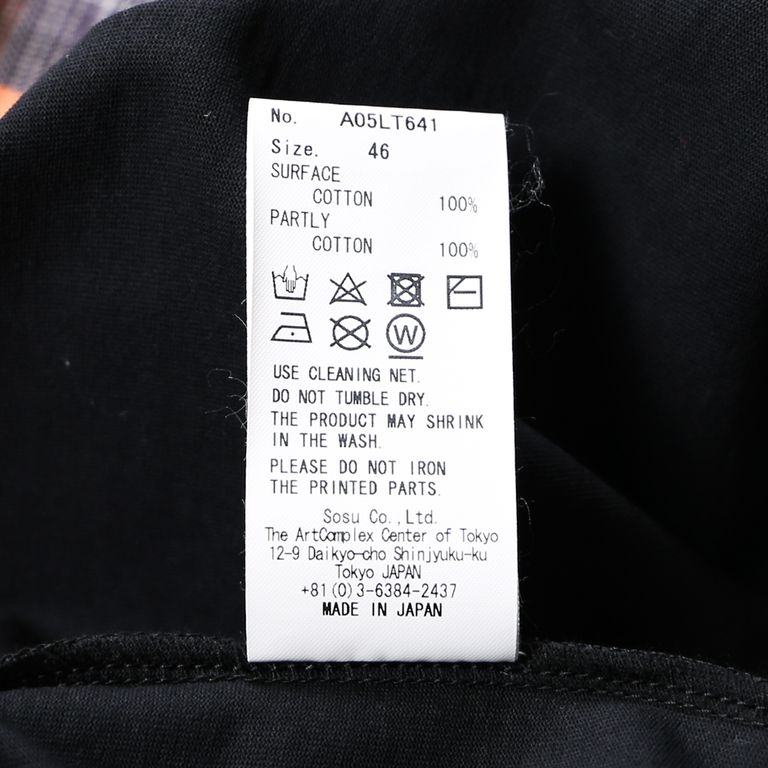 No. A05LT641
Size. 46
SURFACE
COTTON 100%
PARTLY
COTTON 100%
W
USE CLEANING NET.
DO NOT TUMBLE DRY.
THE PRODUCT MAY SHRINK
IN THE WASH.
PLEASE DO NOT IRON
THE PRINTED PARTS.
Sosu Co.,Ltd.
The ArtComplex Center of Tokyo
12-9 Daikyo-cho Shinjyuku-ku
Tokyo JAPAN
+81(0)3-6384-2437
MADE IN JAPAN